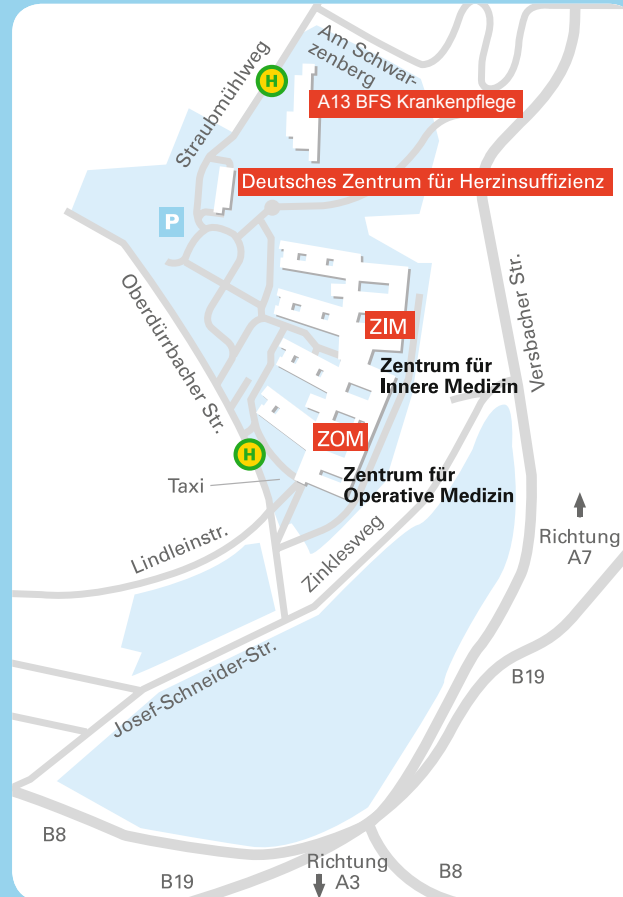 Am Schwar-
zenberg
Straubmühlweg
H
A13 BFS Krankenpflege
Deutsches Zentrum für Herzinsuffizienz
P
Oberdürrbacher Str.
Versbacher Str.
ZIM
Zentrum für
Innere Medizin
ZOM
H
Zentrum für
Operative Medizin
Taxi
Lindleinstr.
Zinklesweg
Richtung
A7
Josef-Schneider-Str.
B19
B8
B19
Richtung
A3
B8